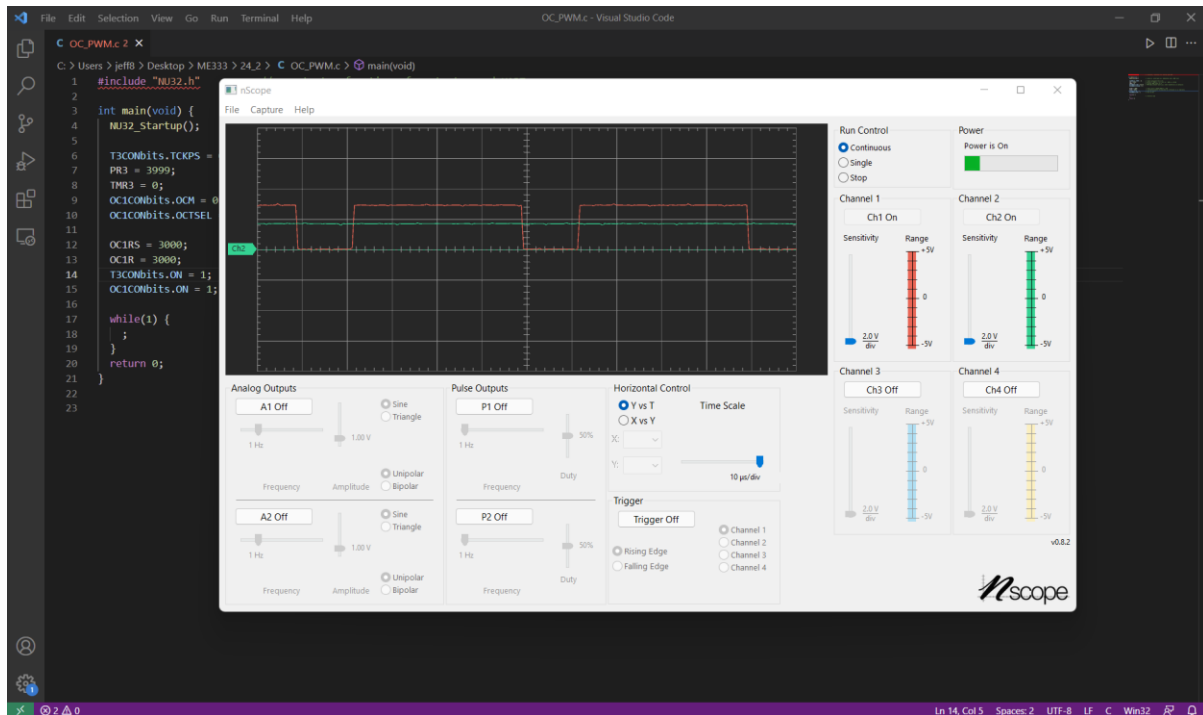 File Edit Selection View Go Run Terminal Help
OC_PWM.c - Visual Studio Code
C OC_PWM.c 2
C: > Users > jeff8 > Desktop > ME333 > 24_2 > C OC_PWM.c > main(void)
1 #include "NU32.h"
2
3 int main(void) {
4 NU32_Startup();
5
6 T3CONbits.TCKPS =
7 PR3 = 3999;
8 TMR3 = 0;
9 OC1CONbits.OCM = 0
10 OC1CONbits.OCTSEL
11
12 OC1RS = 3000;
13 OC1R = 3000;
14 T3CONbits.ON = 1;
15 OC1CONbits.ON = 1;
16
17 while(1) {
18 ;
19 }
20 return 0;
21 }
22
23
nScope
File Capture Help
Ch2
Run Control
Continuous
Single
Stop
Power
Power is On
Channel 1
Ch1 On
Sensitivity Range
+5V
0
-5V
2.0 V
div
Channel 2
Ch2 On
Sensitivity Range
+5V
0
-5V
2.0 V
div
Channel 3
Ch3 Off
Sensitivity Range
+5V
0
-5V
2.0 V
div
Channel 4
Ch4 Off
Sensitivity Range
+5V
0
-5V
2.0 V
div
Analog Outputs
A1 Off
Sine
Triangle
1 Hz
1.00 V
Unipolar
Bipolar
Frequency Amplitude
A2 Off
Sine
Triangle
1 Hz
1.00 V
Unipolar
Bipolar
Frequency Amplitude
Pulse Outputs
P1 Off
1 Hz
50%
Duty
Frequency
P2 Off
1 Hz
50%
Duty
Frequency
Horizontal Control
Y vs T
X vs Y
Time Scale
X:
Y:
10 µs/div
Trigger
Trigger Off
Rising Edge
Falling Edge
Channel 1
Channel 2
Channel 3
Channel 4
v0.8.2
nscope
1
2 0
Ln 14, Col 5 Spaces: 2 UTF-8 LF C Win32